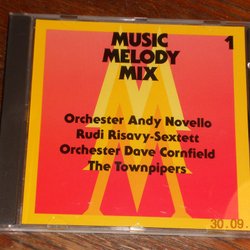 MUSIC
MELODY
MIX
1
Orchester Andy Novello
Rudi Risavy-Sextett
Orchester Dave Cornfield
The Townpipers
30.09.